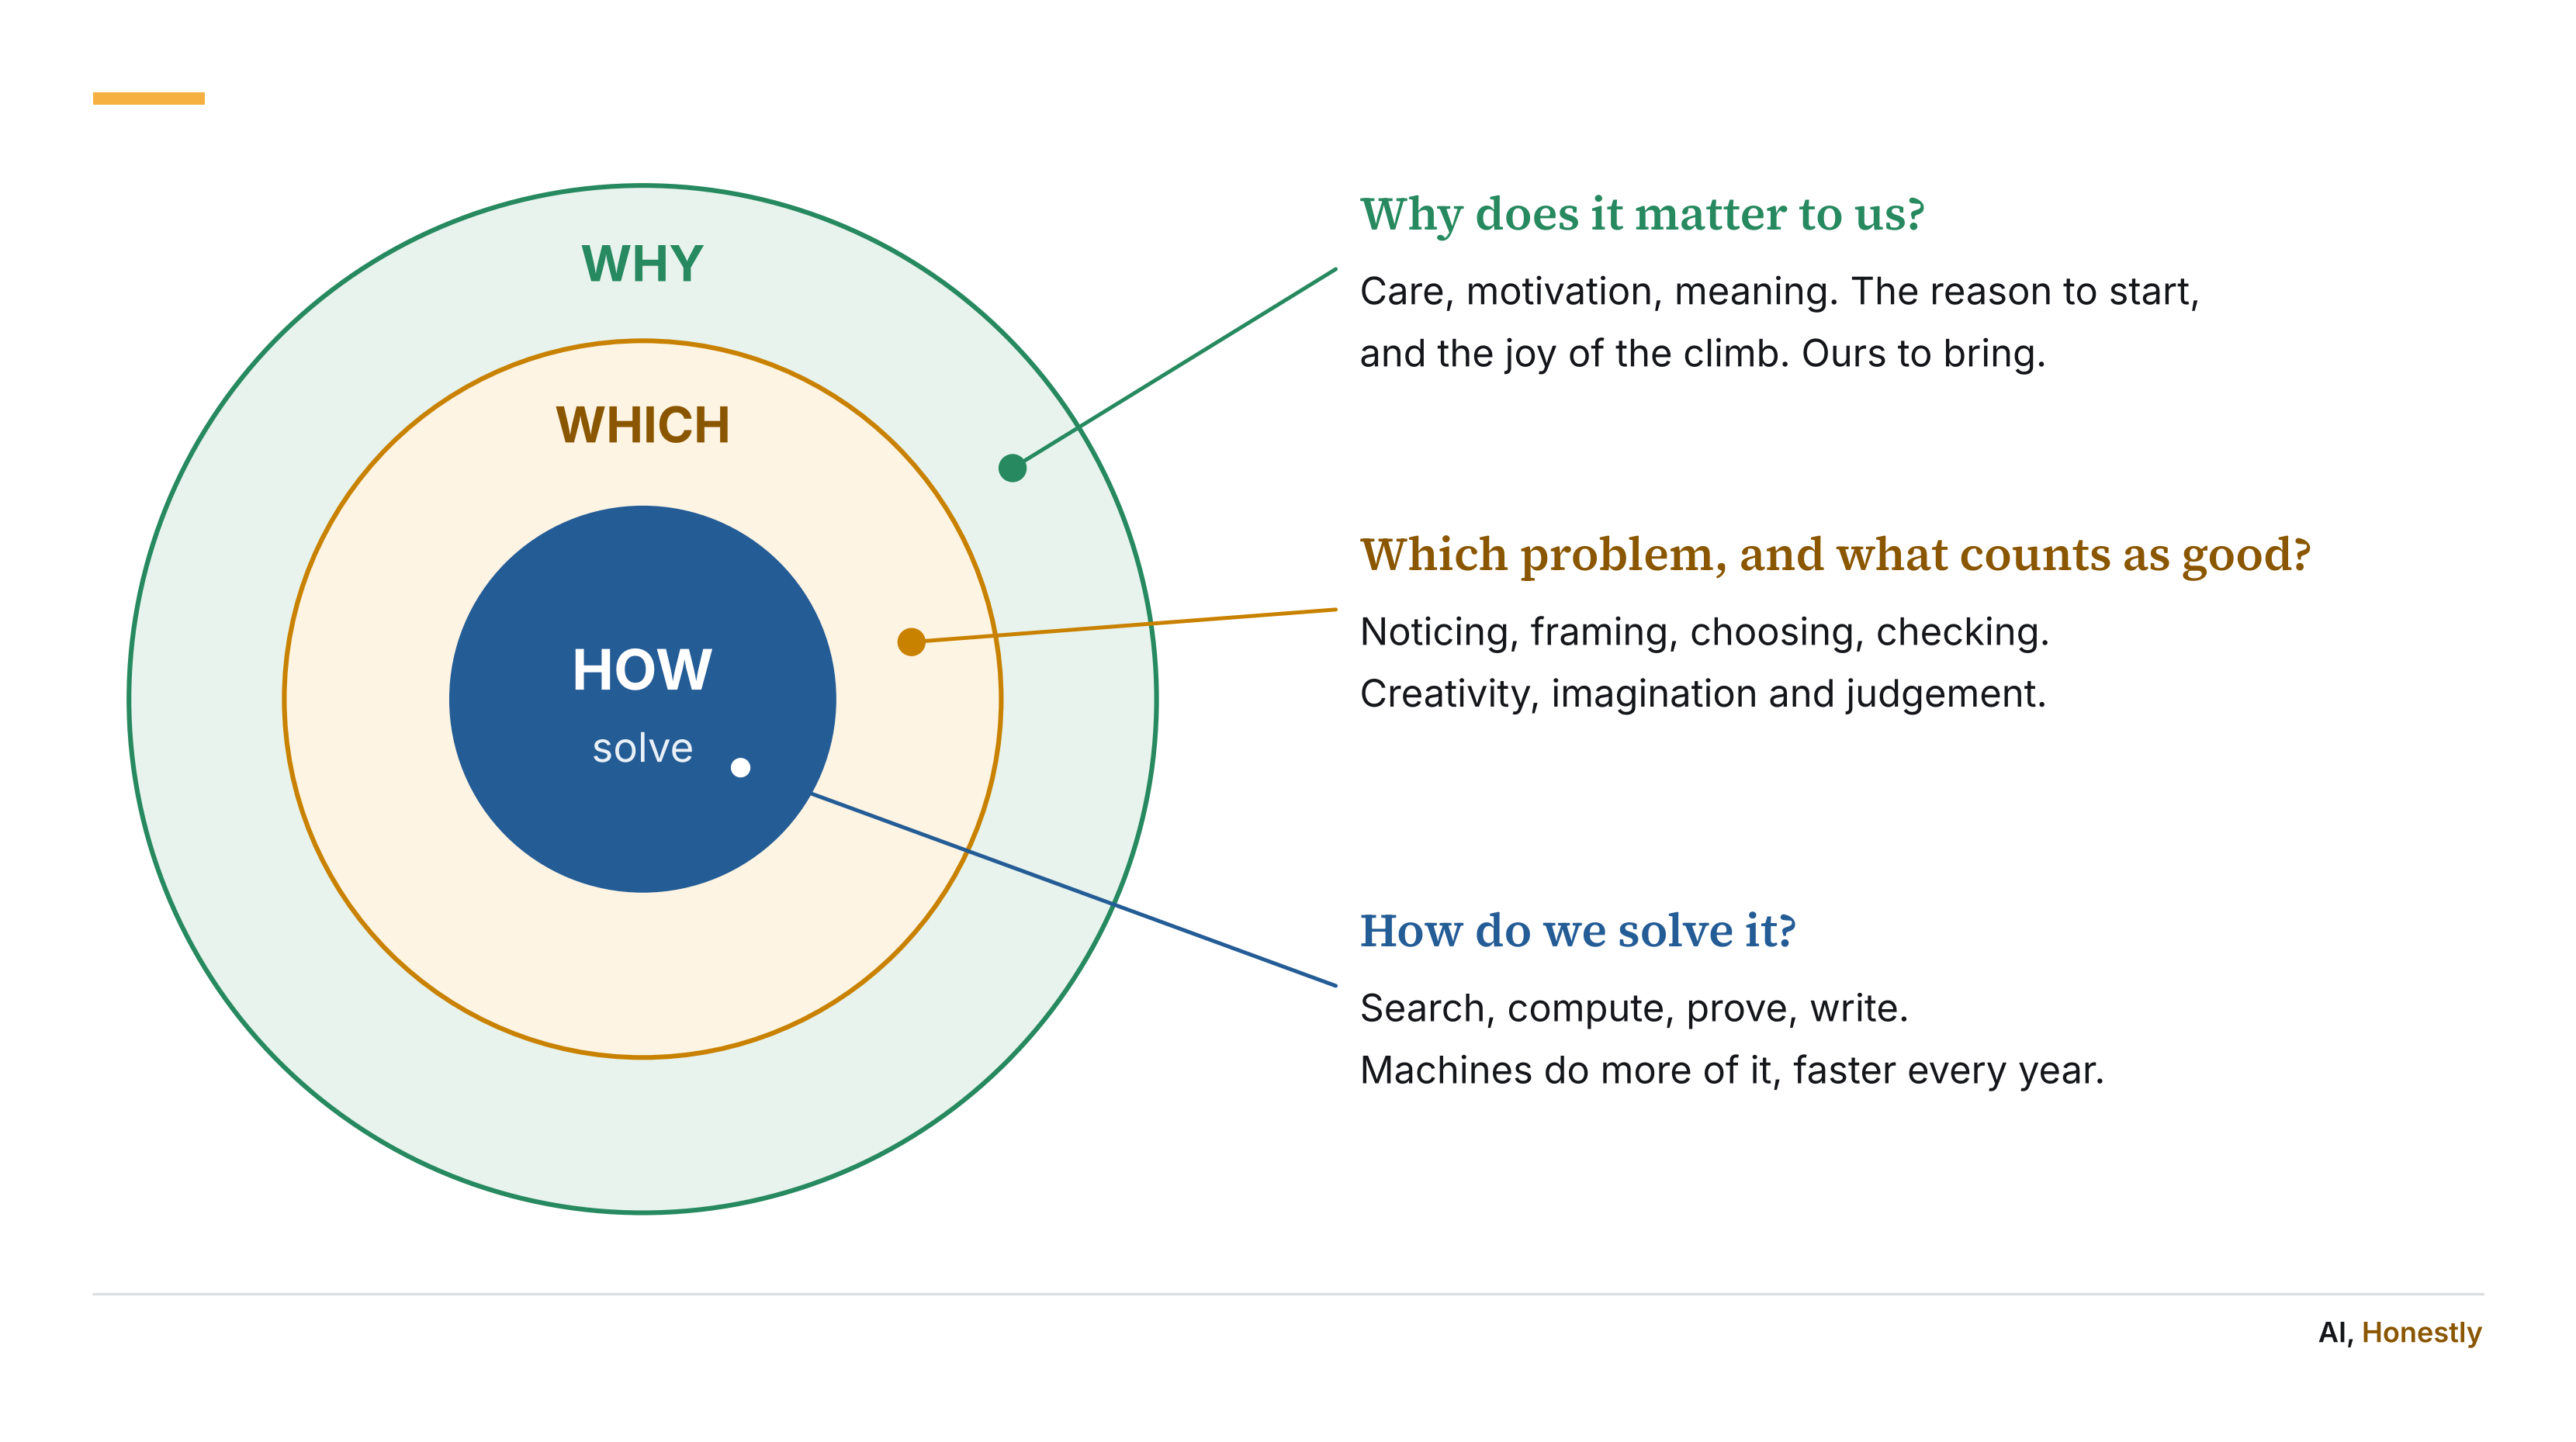 WHY
WHICH
HOW
solve
Why does it matter to us?
Care, motivation, meaning. The reason to start,
and the joy of the climb. Ours to bring.
Which problem, and what counts as good?
Noticing, framing, choosing, checking.
Creativity, imagination and judgement.
How do we solve it?
Search, compute, prove, write.
Machines do more of it, faster every year.
AI, Honestly